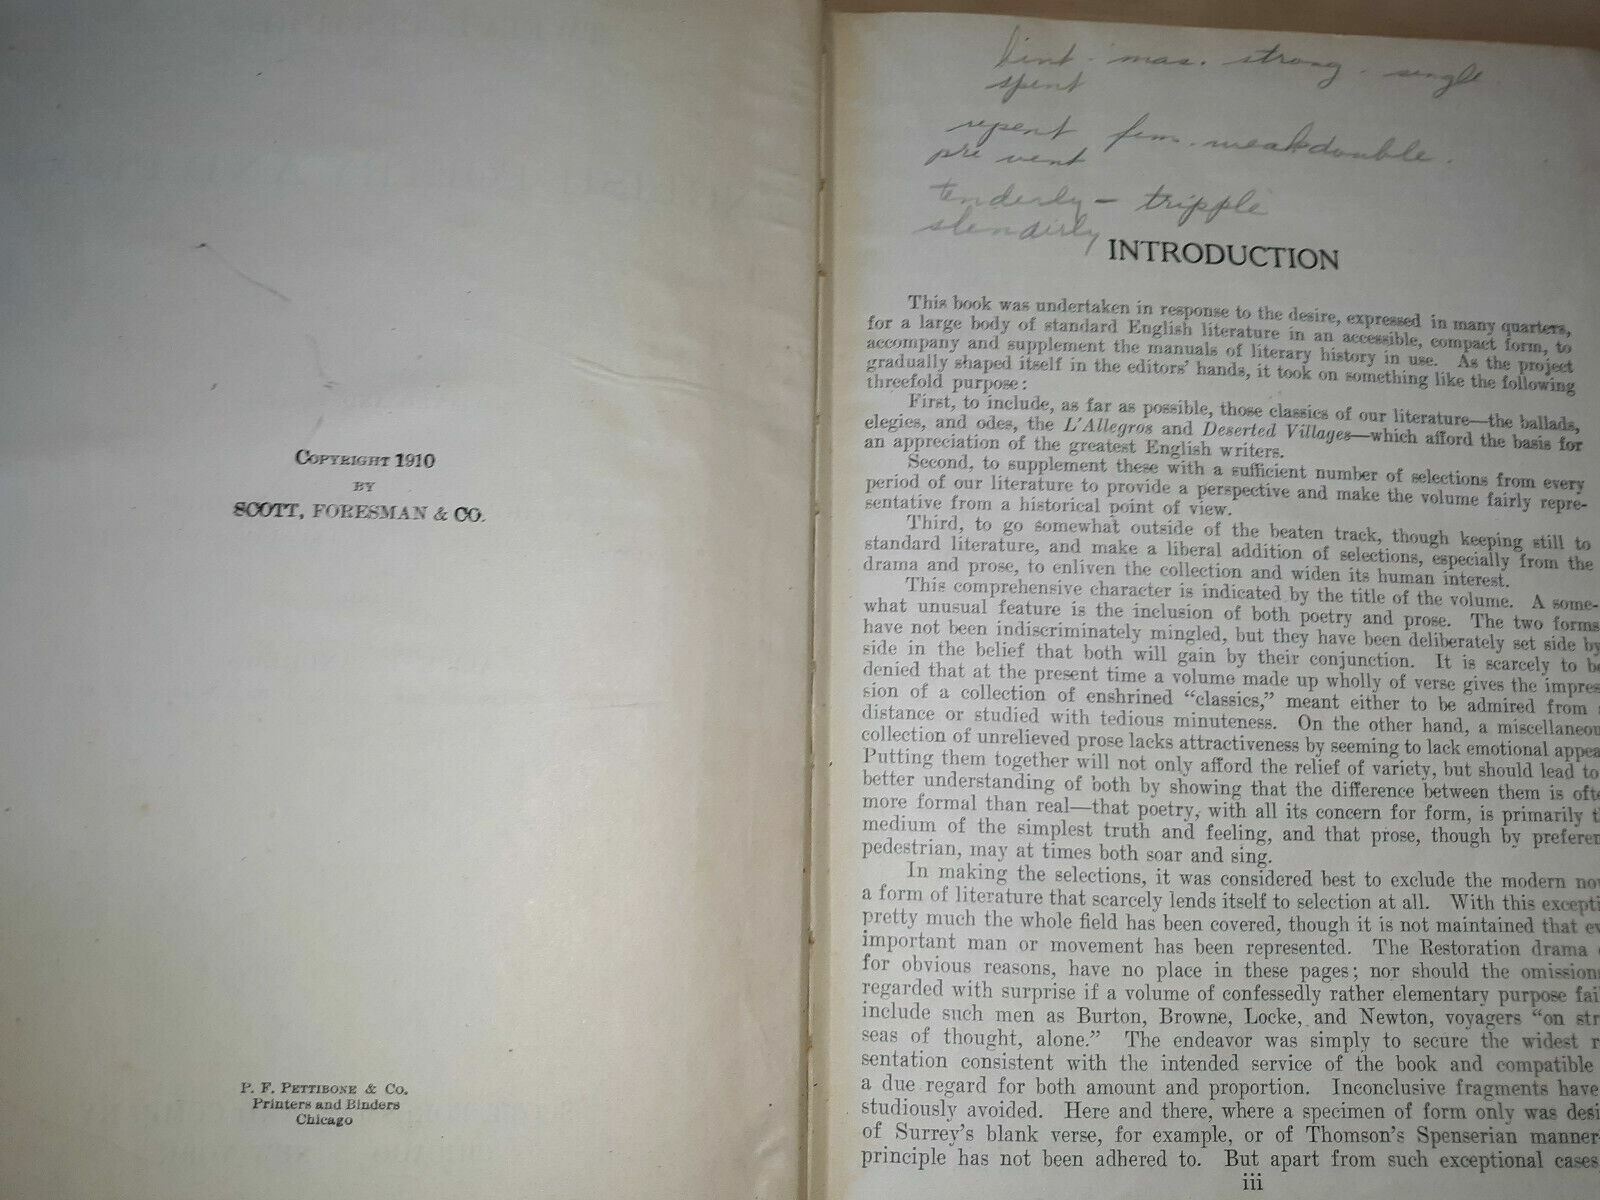 COPYRIGHT 1910
BY
SCOTT, FORESMAN & CO.
P. F. PETTIBONE & CO.
Printers and Binders
Chicago
hint - mas. strong - single
spent
repent fem. weak double.
pre vent
tenderly - tripple
slenderly
INTRODUCTION
This book was undertaken in response to the desire, expressed in many quarters,
for a large body of standard English literature in an accessible, compact form, to
accompany and supplement the manuals of literary history in use. As the project
gradually shaped itself in the editors' hands, it took on something like the following
threefold purpose:
First, to include, as far as possible, those classics of our literature—the ballads,
elegies, and odes, the L'Allegros and Deserted Villages—which afford the basis for
an appreciation of the greatest English writers.
Second, to supplement these with a sufficient number of selections from every
period of our literature to provide a perspective and make the volume fairly repre-
sentative from a historical point of view.
Third, to go somewhat outside of the beaten track, though keeping still to
standard literature, and make a liberal addition of selections, especially from the
drama and prose, to enliven the collection and widen its human interest.
This comprehensive character is indicated by the title of the volume. A some-
what unusual feature is the inclusion of both poetry and prose. The two forms
have not been indiscriminately mingled, but they have been deliberately set side by
side in the belief that both will gain by their conjunction. It is scarcely to be
denied that at the present time a volume made up wholly of verse gives the impres
sion of a collection of enshrined "classics," meant either to be admired from
distance or studied with tedious minuteness. On the other hand, a miscellaneou
collection of unrelieved prose lacks attractiveness by seeming to lack emotional appea
Putting them together will not only afford the relief of variety, but should lead to
better understanding of both by showing that the difference between them is ofte
more formal than real—that poetry, with all its concern for form, is primarily t
medium of the simplest truth and feeling, and that prose, though by preferen
pedestrian, may at times both soar and sing.
In making the selections, it was considered best to exclude the modern nov
a form of literature that scarcely lends itself to selection at all. With this excepti
pretty much the whole field has been covered, though it is not maintained that ev
important man or movement has been represented. The Restoration drama
for obvious reasons, have no place in these pages; nor should the omission
regarded with surprise if a volume of confessedly rather elementary purpose fai
include such men as Burton, Browne, Locke, and Newton, voyagers "on str
seas of thought, alone." The endeavor was simply to secure the widest r
sentation consistent with the intended service of the book and compatible
a due regard for both amount and proportion. Inconclusive fragments have
studiously avoided. Here and there, where a specimen of form only was desi
of Surrey's blank verse, for example, or of Thomson's Spenserian manner
principle has not been adhered to. But apart from such exceptional cases,
iii